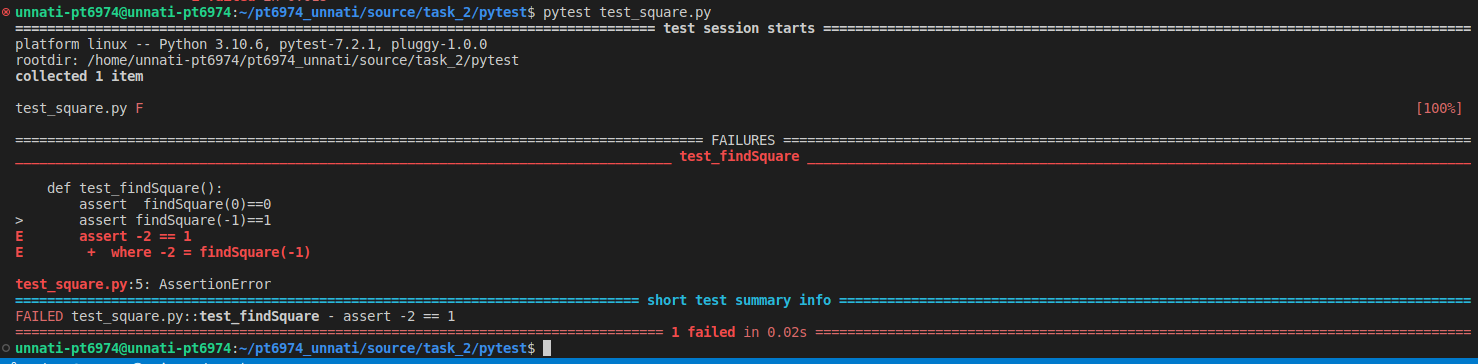 unnati-pt6974@unnati-pt6974:~/pt6974_unnati/source/task_2/pytest$ pytest test_square.py
================================================================================ test session starts =================================================================================
platform linux -- Python 3.10.6, pytest-7.2.1, pluggy-1.0.0
rootdir: /home/unnati-pt6974/pt6974_unnati/source/task_2/pytest
collected 1 item
test_square.py F [100%]
====================================================================================== FAILURES ======================================================================================
__________________________________________________________________________________ test_findSquare ___________________________________________________________________________________
    def test_findSquare():
        assert  findSquare(0)==0
>       assert findSquare(-1)==1
E       assert -2 == 1
E        +  where -2 = findSquare(-1)
test_square.py:5: AssertionError
============================================================================== short test summary info ===============================================================================
FAILED test_square.py::test_findSquare - assert -2 == 1
================================================================================= 1 failed in 0.02s ==================================================================================
unnati-pt6974@unnati-pt6974:~/pt6974_unnati/source/task_2/pytest$